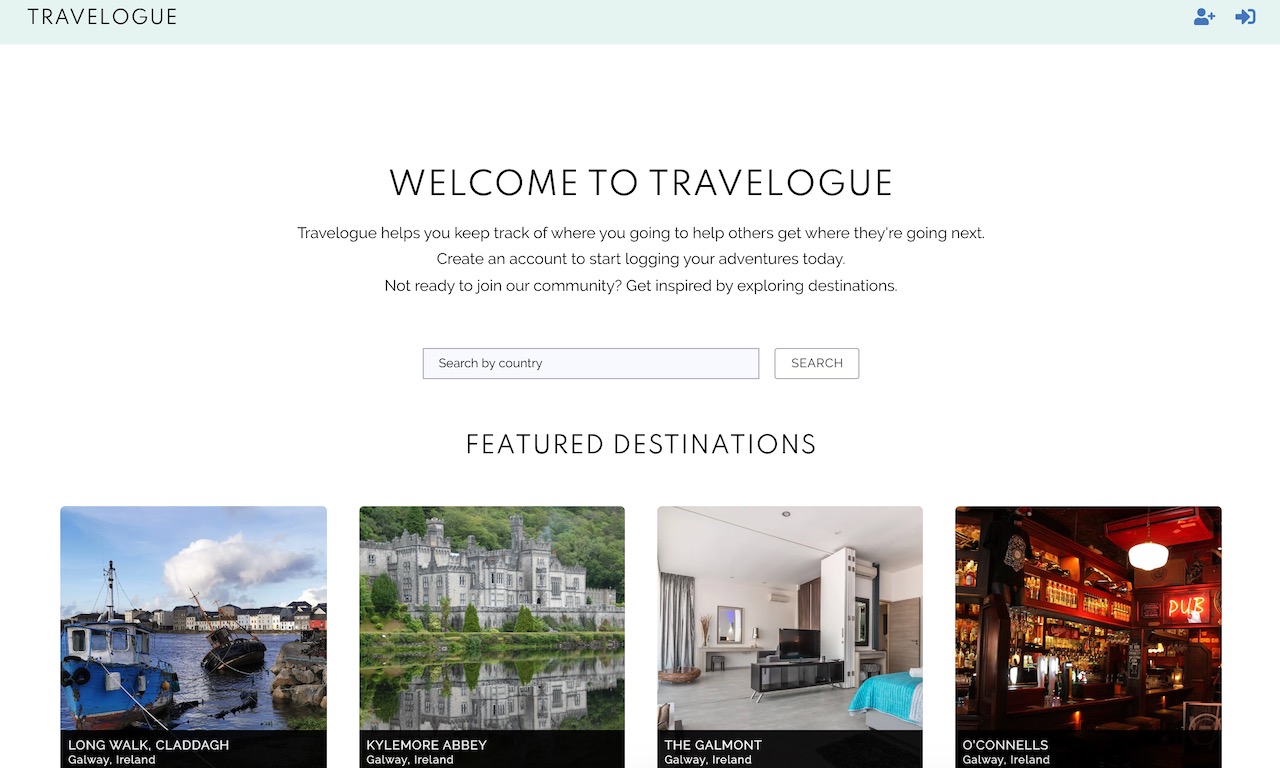 TRAVELOGUE
WELCOME TO TRAVELOGUE
Travelogue helps you keep track of where you going to help others get where they're going next.
Create an account to start logging your adventures today.
Not ready to join our community? Get inspired by exploring destinations.
Search by country
SEARCH
FEATURED DESTINATIONS
PUB
LONG WALK, CLADDAGH
Galway, Ireland
KYLEMORE ABBEY
Galway, Ireland
THE GALMONT
Galway, Ireland
O'CONNELLS
Galway, Ireland